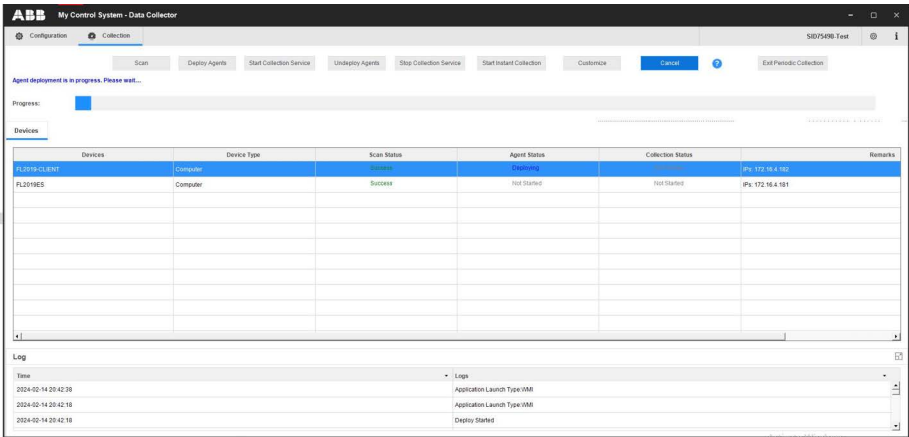 ABB My Control System - Data Collector
Configuration Collection SID75498-Test i
Scan Deploy Agents Start Collection Service Undeploy Agents Stop Collection Service Start Instant Collection Customize Cancel ? Exit Periodic Collection
Agent deployment is in progress. Please wait...
Progress:
Devices
Devices Device Type Scan Status Agent Status Collection Status Remarks
FL2019-CLIENT Computer Success Deploying IPs: 172.16.4.182
FL2019ES Computer Success Not Started Not Started IPs: 172.16.4.181
Log
Time Logs
2024-02-14 20:42:38 Application Launch Type:WMI
2024-02-14 20:42:18 Application Launch Type:WMI
2024-02-14 20:42:18 Deploy Started